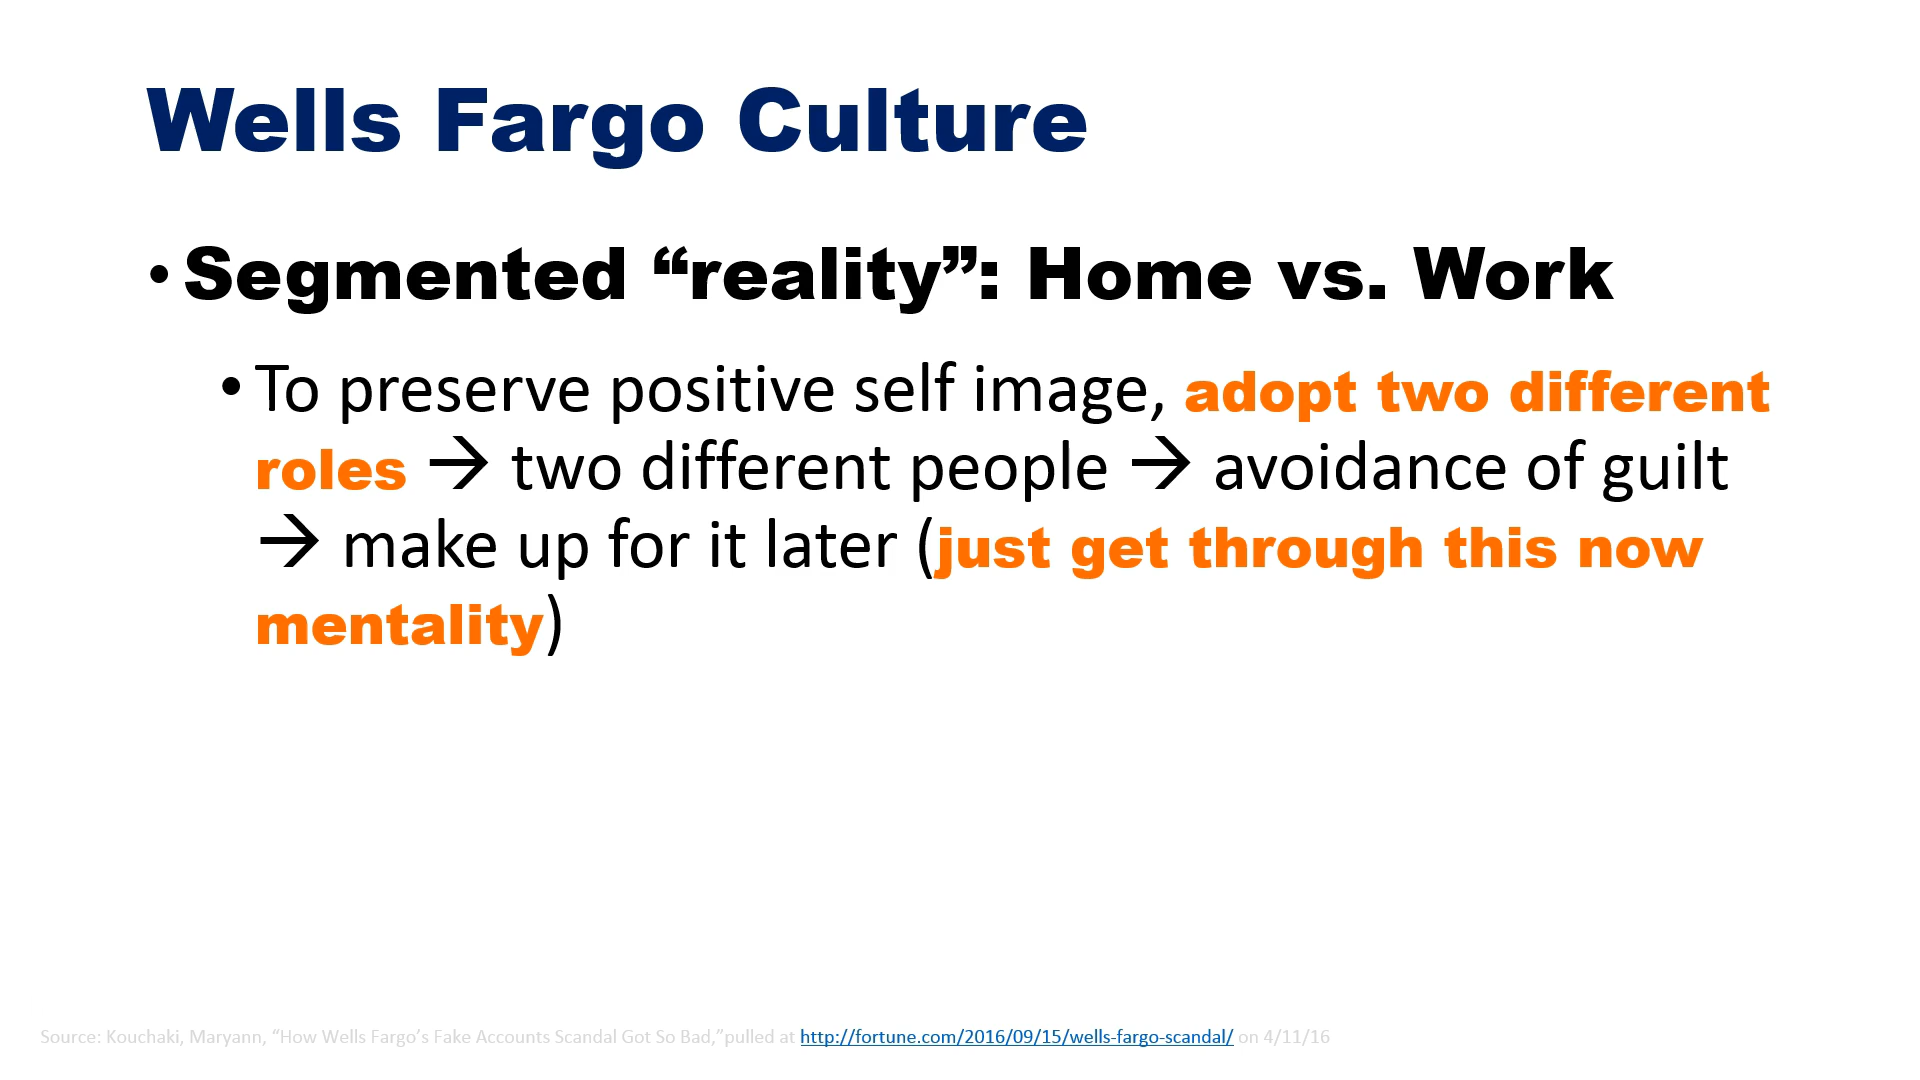 Wells Fargo Culture
• Segmented “reality”: Home vs. Work
• To preserve positive self image, adopt two different
roles → two different people → avoidance of guilt
→ make up for it later (just get through this now
mentality)
Source: Kouchaki, Maryann, “How Wells Fargo’s Fake Accounts Scandal Got So Bad,”pulled at http://fortune.com/2016/09/15/wells-fargo-scandal/ on 4/11/16